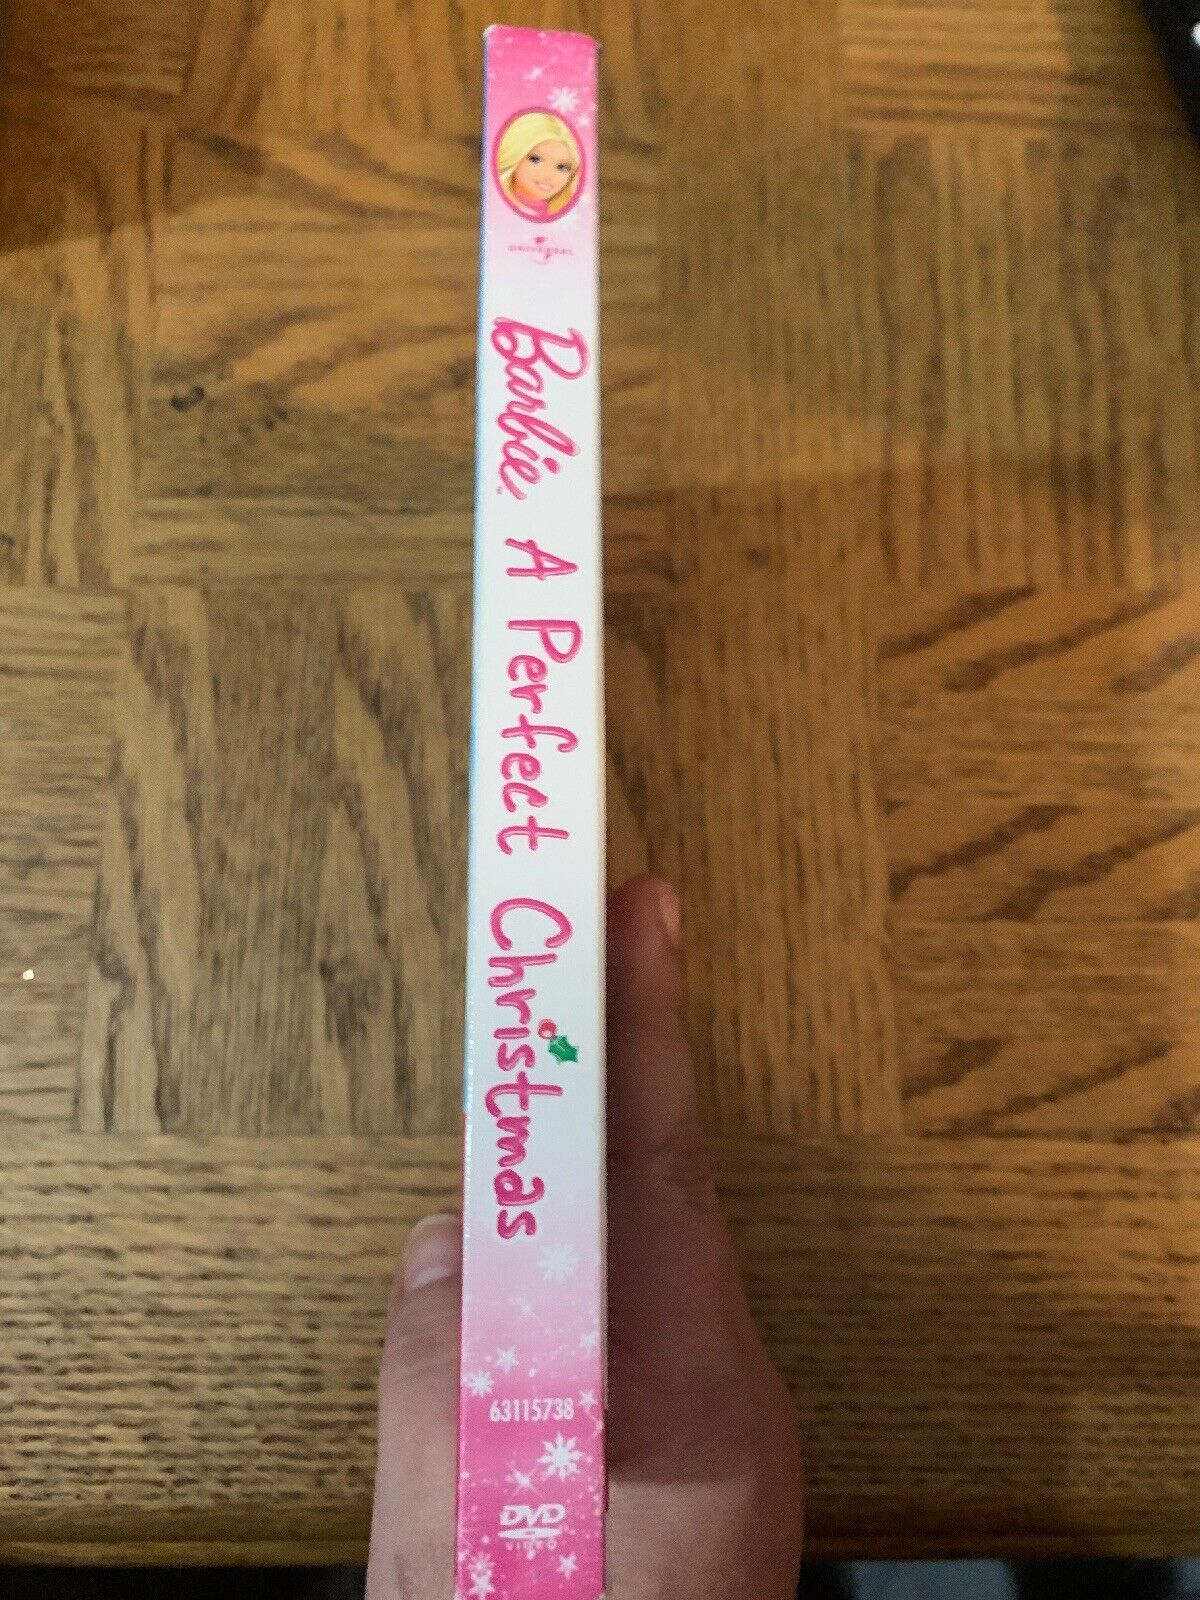 UNIVERSAL
Barbie A Perfect Christmas
63115738
DVD
VIDEO